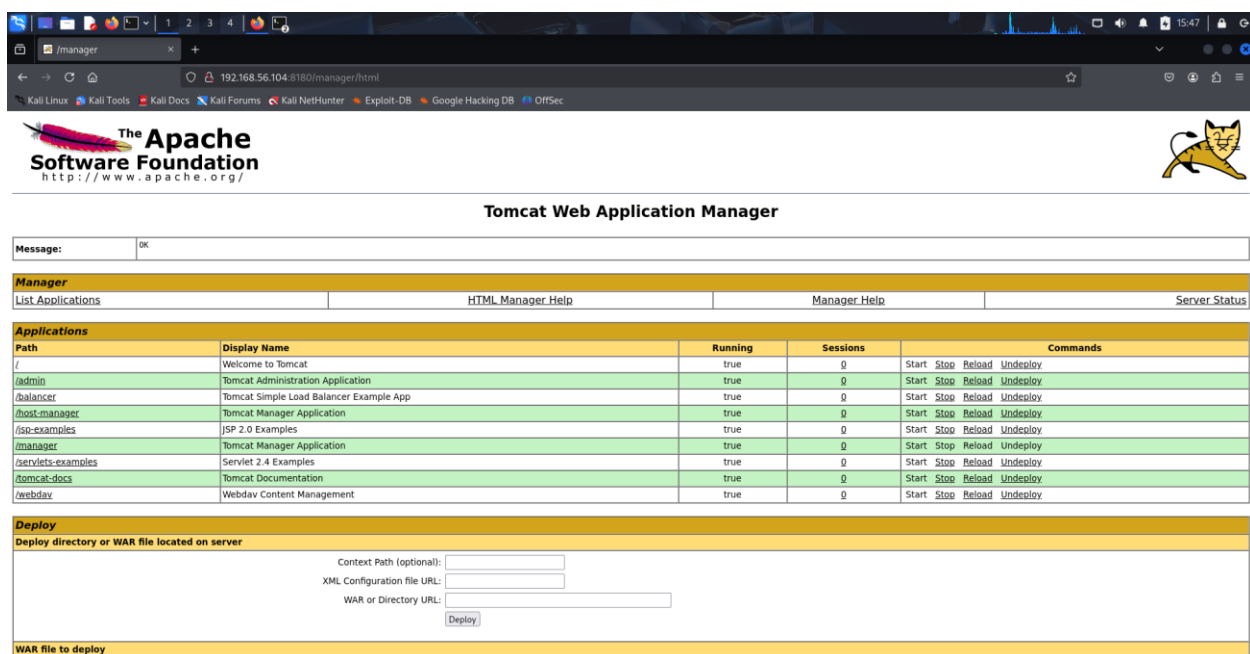 1 2 3 4 2 15:47
/manager × +
192.168.56.104:8180/manager/html
Kali Linux Kali Tools Kali Docs Kali Forums Kali NetHunter Exploit-DB Google Hacking DB OffSec
The Apache
Software Foundation
http://www.apache.org/
Tomcat Web Application Manager
Message: OK
Manager
List Applications HTML Manager Help Manager Help Server Status
Applications
Path Display Name Running Sessions Commands
/ Welcome to Tomcat true 0 Start Stop Reload Undeploy
/admin Tomcat Administration Application true 0 Start Stop Reload Undeploy
/balancer Tomcat Simple Load Balancer Example App true 0 Start Stop Reload Undeploy
/host-manager Tomcat Manager Application true 0 Start Stop Reload Undeploy
/jsp-examples JSP 2.0 Examples true 0 Start Stop Reload Undeploy
/manager Tomcat Manager Application true 0 Start Stop Reload Undeploy
/servlets-examples Servlet 2.4 Examples true 0 Start Stop Reload Undeploy
/tomcat-docs Tomcat Documentation true 0 Start Stop Reload Undeploy
/webdav Webdav Content Management true 0 Start Stop Reload Undeploy
Deploy
Deploy directory or WAR file located on server
Context Path (optional):
XML Configuration file URL:
WAR or Directory URL:
Deploy
WAR file to deploy